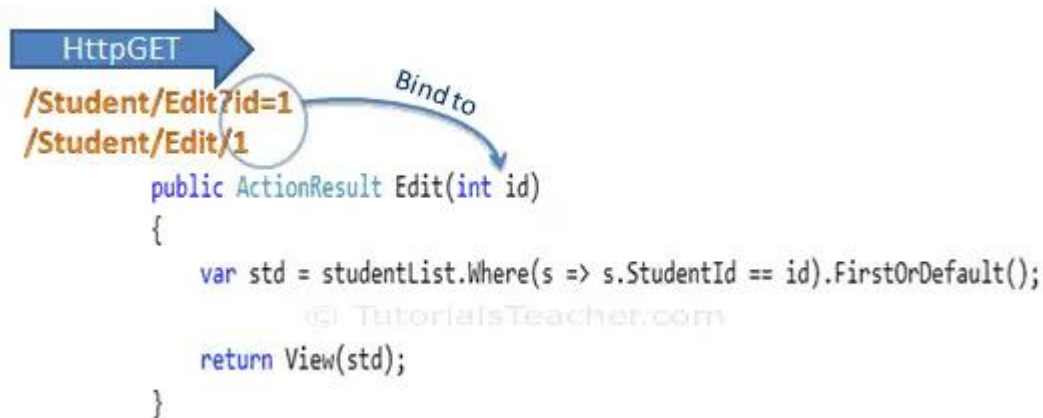 HttpGET
/Student/Edit?id=1
Bind to
/Student/Edit/1
public ActionResult Edit(int id)
{
var std = studentList.Where(s => s.StudentId == id).FirstOrDefault();
© TutorialsTeacher.com
return View(std);
}